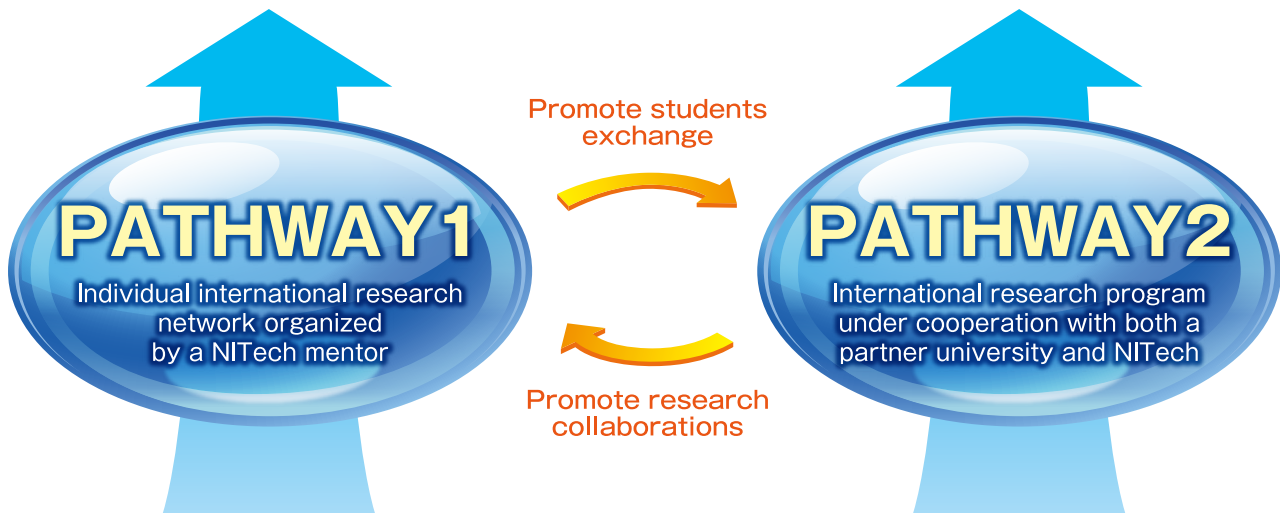 PATHWAY1
Individual international research
network organized
by a NITech mentor
Promote students
exchange
Promote research
collaborations
PATHWAY2
International research program
under cooperation with both a
partner university and NITech